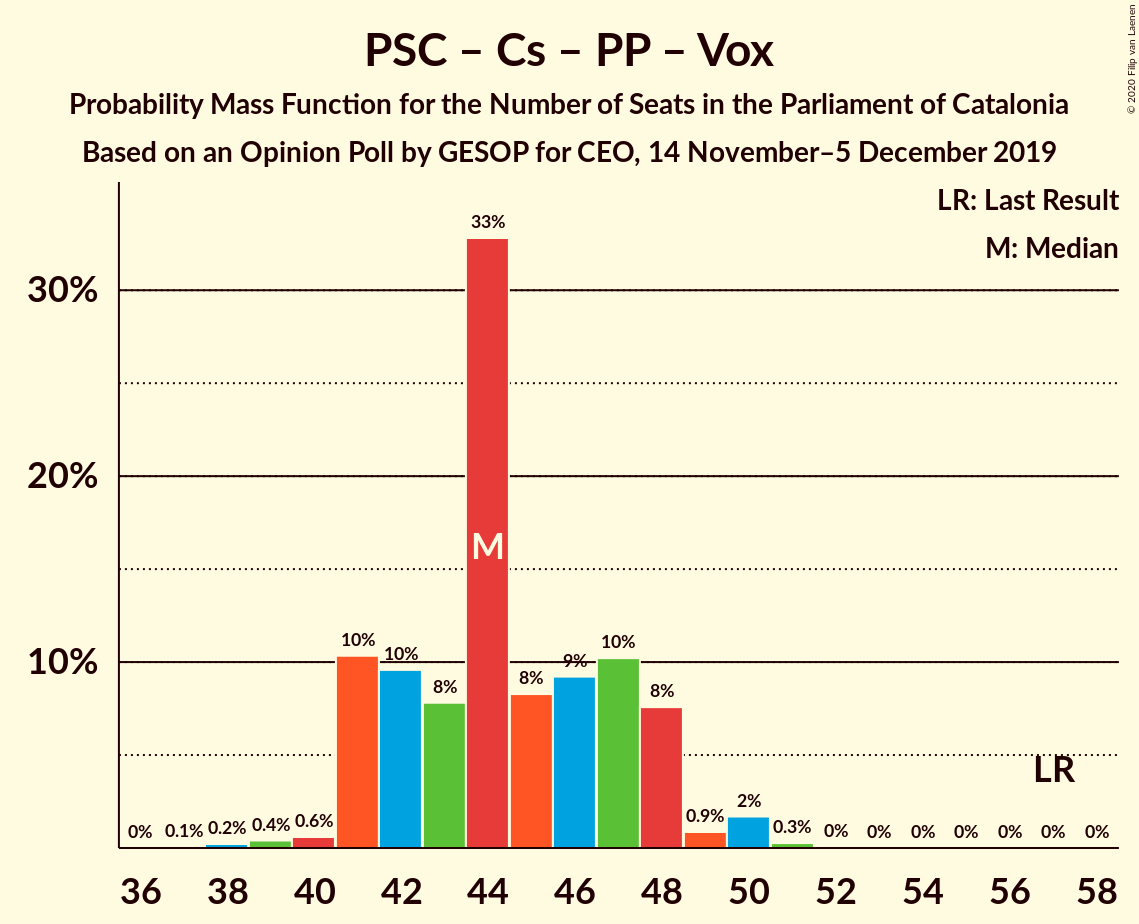 PSC – Cs – PP – Vox
Probability Mass Function for the Number of Seats in the Parliament of Catalonia
Based on an Opinion Poll by GESOP for CEO, 14 November–5 December 2019
© 2020 Filip van Laenen
LR: Last Result
M: Median
33%
30%
20%
M
10%
10%
10%
8%
8%
9%
10%
8%
LR
0%
0.1%
0.2%
0.4%
0.6%
0.9%
2%
0.3%
0%
0%
0%
0%
0%
0%
0%
36 38 40 42 44 46 48 50 52 54 56 58